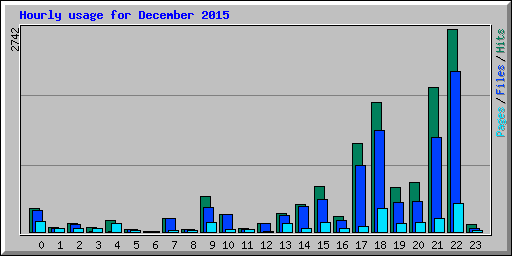 Hourly usage for December 2015
2742
Pages/Files/Hits
0 1 2 3 4 5 6 7 8 9 10 11 12 13 14 15 16 17 18 19 20 21 22 23